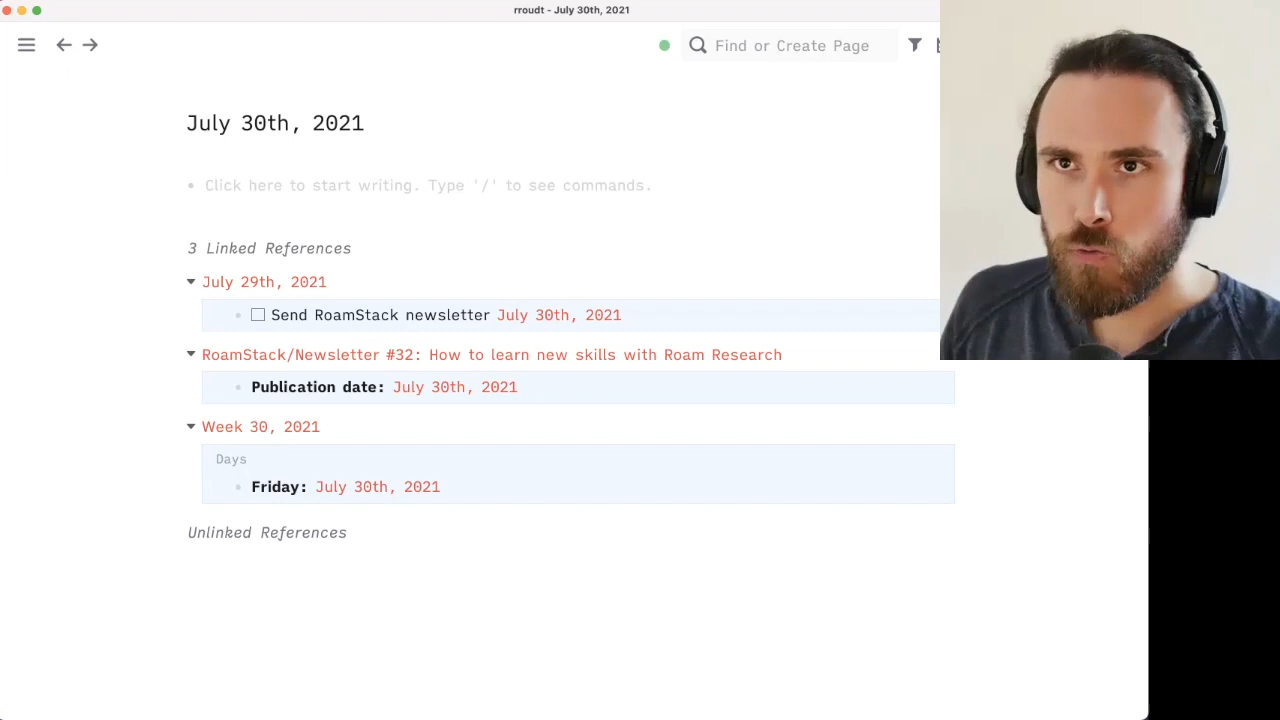 rroudt - July 30th, 2021
Find or Create Page
July 30th, 2021
Click here to start writing. Type '/' to see commands.
3 Linked References
July 29th, 2021
Send RoamStack newsletter July 30th, 2021
RoamStack/Newsletter #32: How to learn new skills with Roam Research
Publication date: July 30th, 2021
Week 30, 2021
Days
Friday: July 30th, 2021
Unlinked References